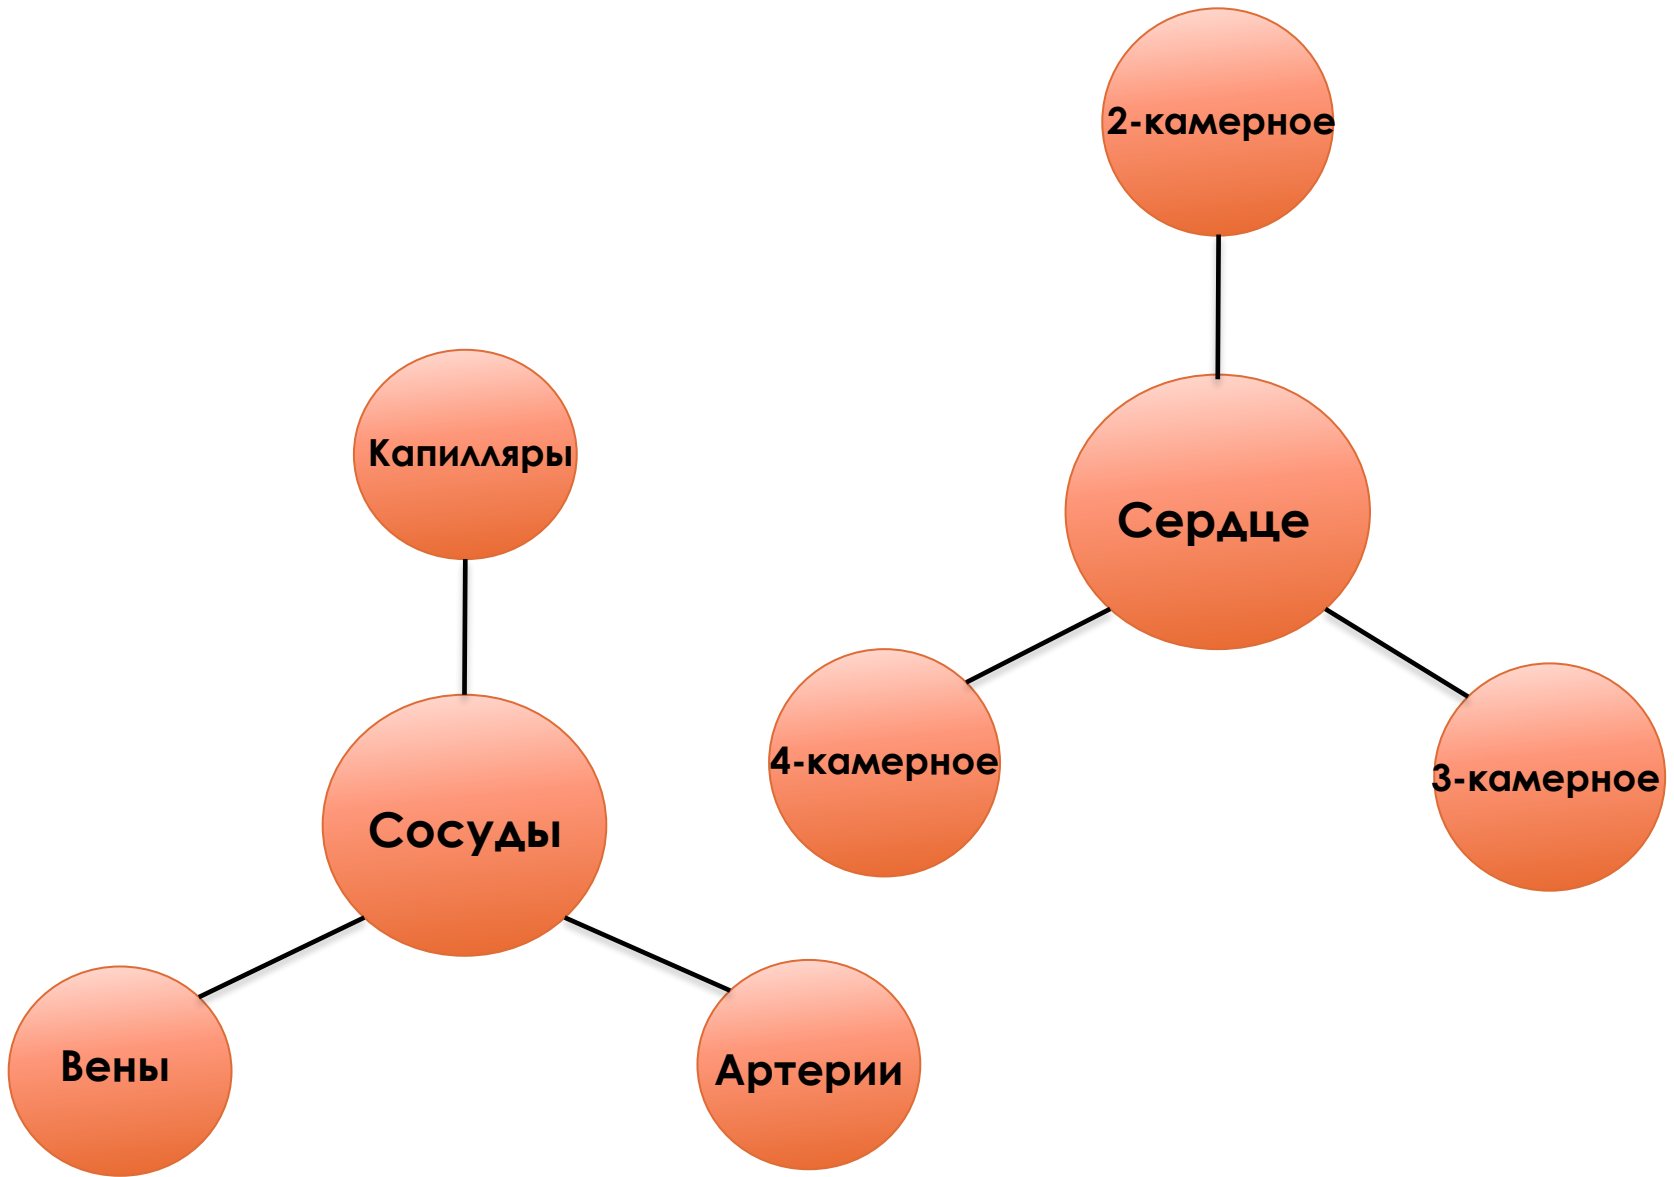 2-камерное
Капилляры
Сердце
4-камерное
3-камерное
Сосуды
Вены
Артерии